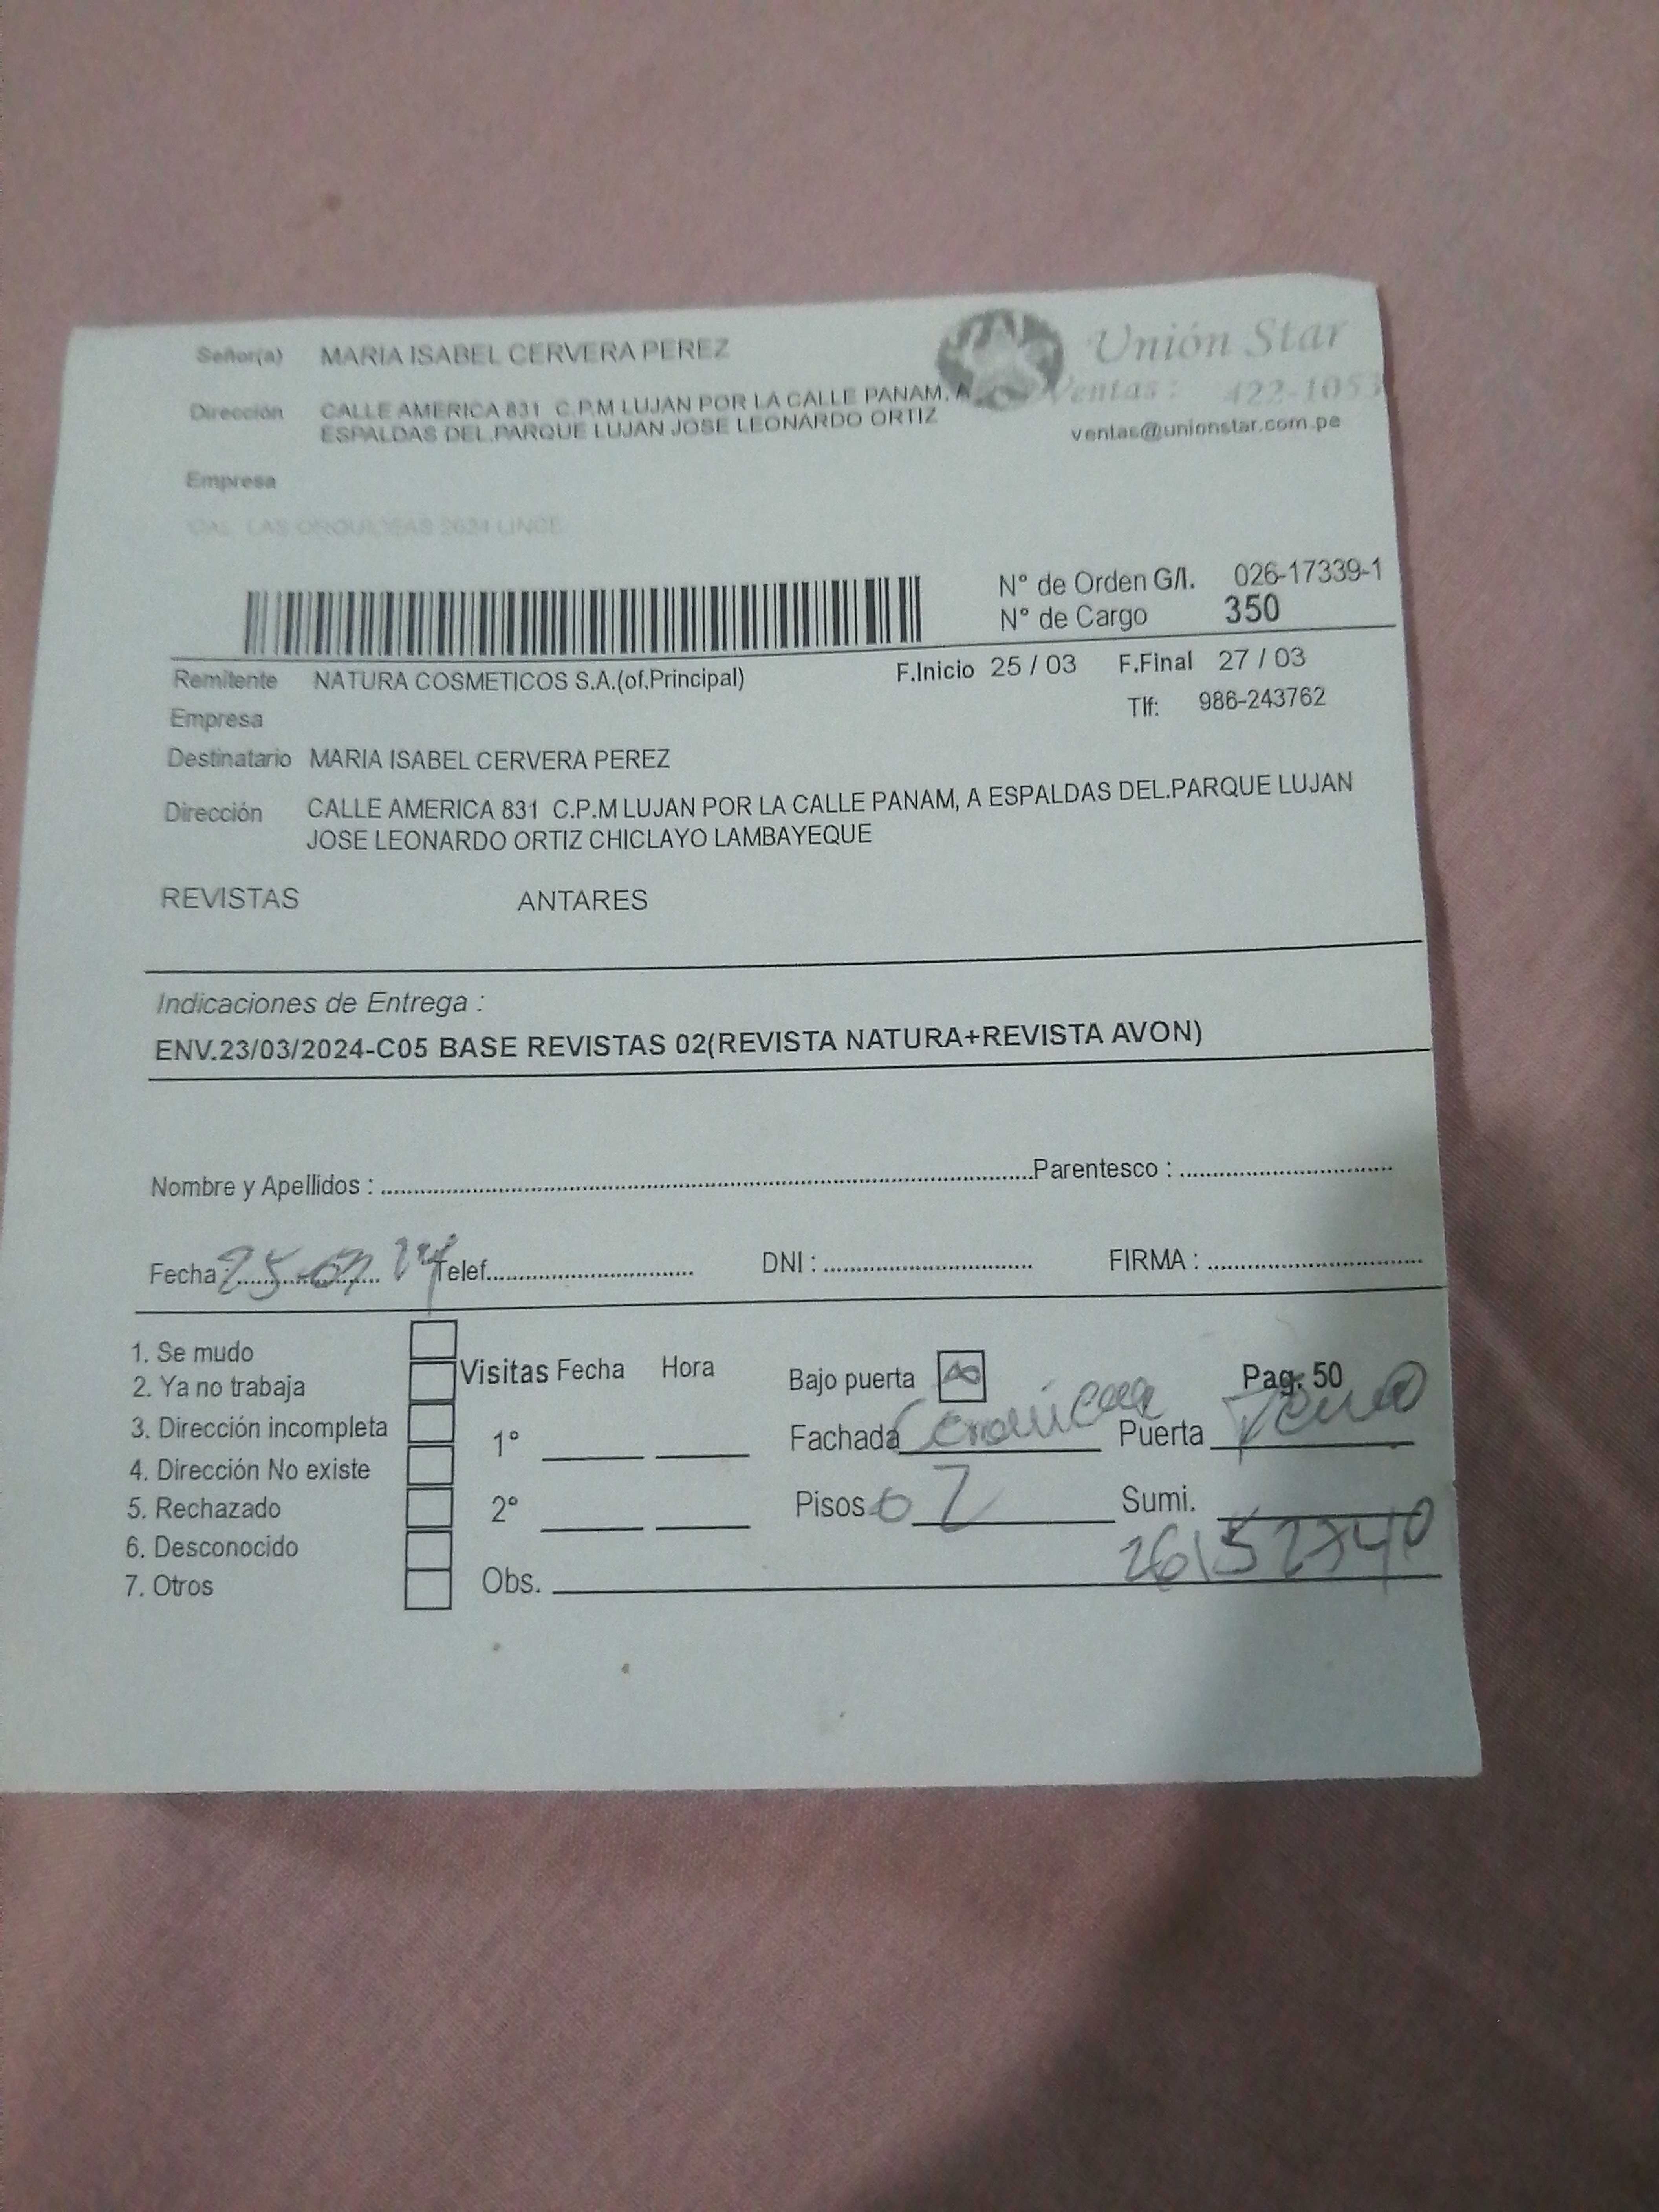 Señor(a) MARIA ISABEL CERVERA PEREZ
Unión Star
Ventas: 422-1053
Dirección CALLE AMERICA 831 C.P.M LUJAN POR LA CALLE PANAM, A
ESPALDAS DEL.PARQUE LUJAN JOSE LEONARDO ORTIZ
ventas@unionstar.com.pe
Empresa
N° de Orden G/I. 026-17339-1
N° de Cargo 350
Remitente NATURA COSMETICOS S.A.(of.Principal) F.Inicio 25 / 03 F.Final 27 / 03
Empresa Tlf: 986-243762
Destinatario MARIA ISABEL CERVERA PEREZ
Dirección CALLE AMERICA 831 C.P.M LUJAN POR LA CALLE PANAM, A ESPALDAS DEL.PARQUE LUJAN
JOSE LEONARDO ORTIZ CHICLAYO LAMBAYEQUE
REVISTAS ANTARES
Indicaciones de Entrega :
ENV.23/03/2024-C05 BASE REVISTAS 02(REVISTA NATURA+REVISTA AVON)
Nombre y Apellidos : Parentesco :
Fecha : Telef. DNI : FIRMA :
1. Se mudo
2. Ya no trabaja
3. Dirección incompleta
4. Dirección No existe
5. Rechazado
6. Desconocido
7. Otros
Visitas Fecha Hora
1°
2°
Obs.
Bajo puerta Pag. 50
Fachada Puerta
Pisos 02 Sumi.